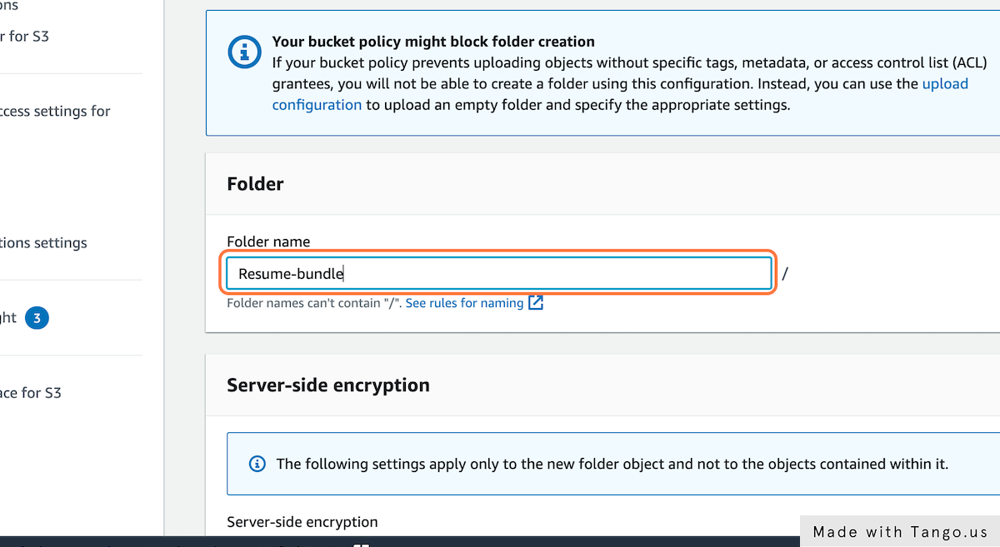 ons
r for S3
ccess settings for
tions settings
ght 3
ace for S3
Your bucket policy might block folder creation
If your bucket policy prevents uploading objects without specific tags, metadata, or access control list (ACL)
grantees, you will not be able to create a folder using this configuration. Instead, you can use the upload
configuration to upload an empty folder and specify the appropriate settings.
Folder
Folder name
Resume-bundle /
Folder names can't contain "/". See rules for naming
Server-side encryption
The following settings apply only to the new folder object and not to the objects contained within it.
Server-side encryption
Made with Tango.us